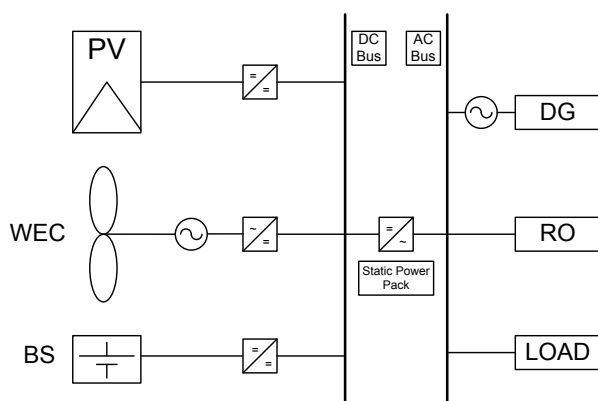 PV
=
=
DC
Bus
AC
Bus
DG
WEC
~
=
=
~
RO
Static Power
Pack
BS
=
=
LOAD